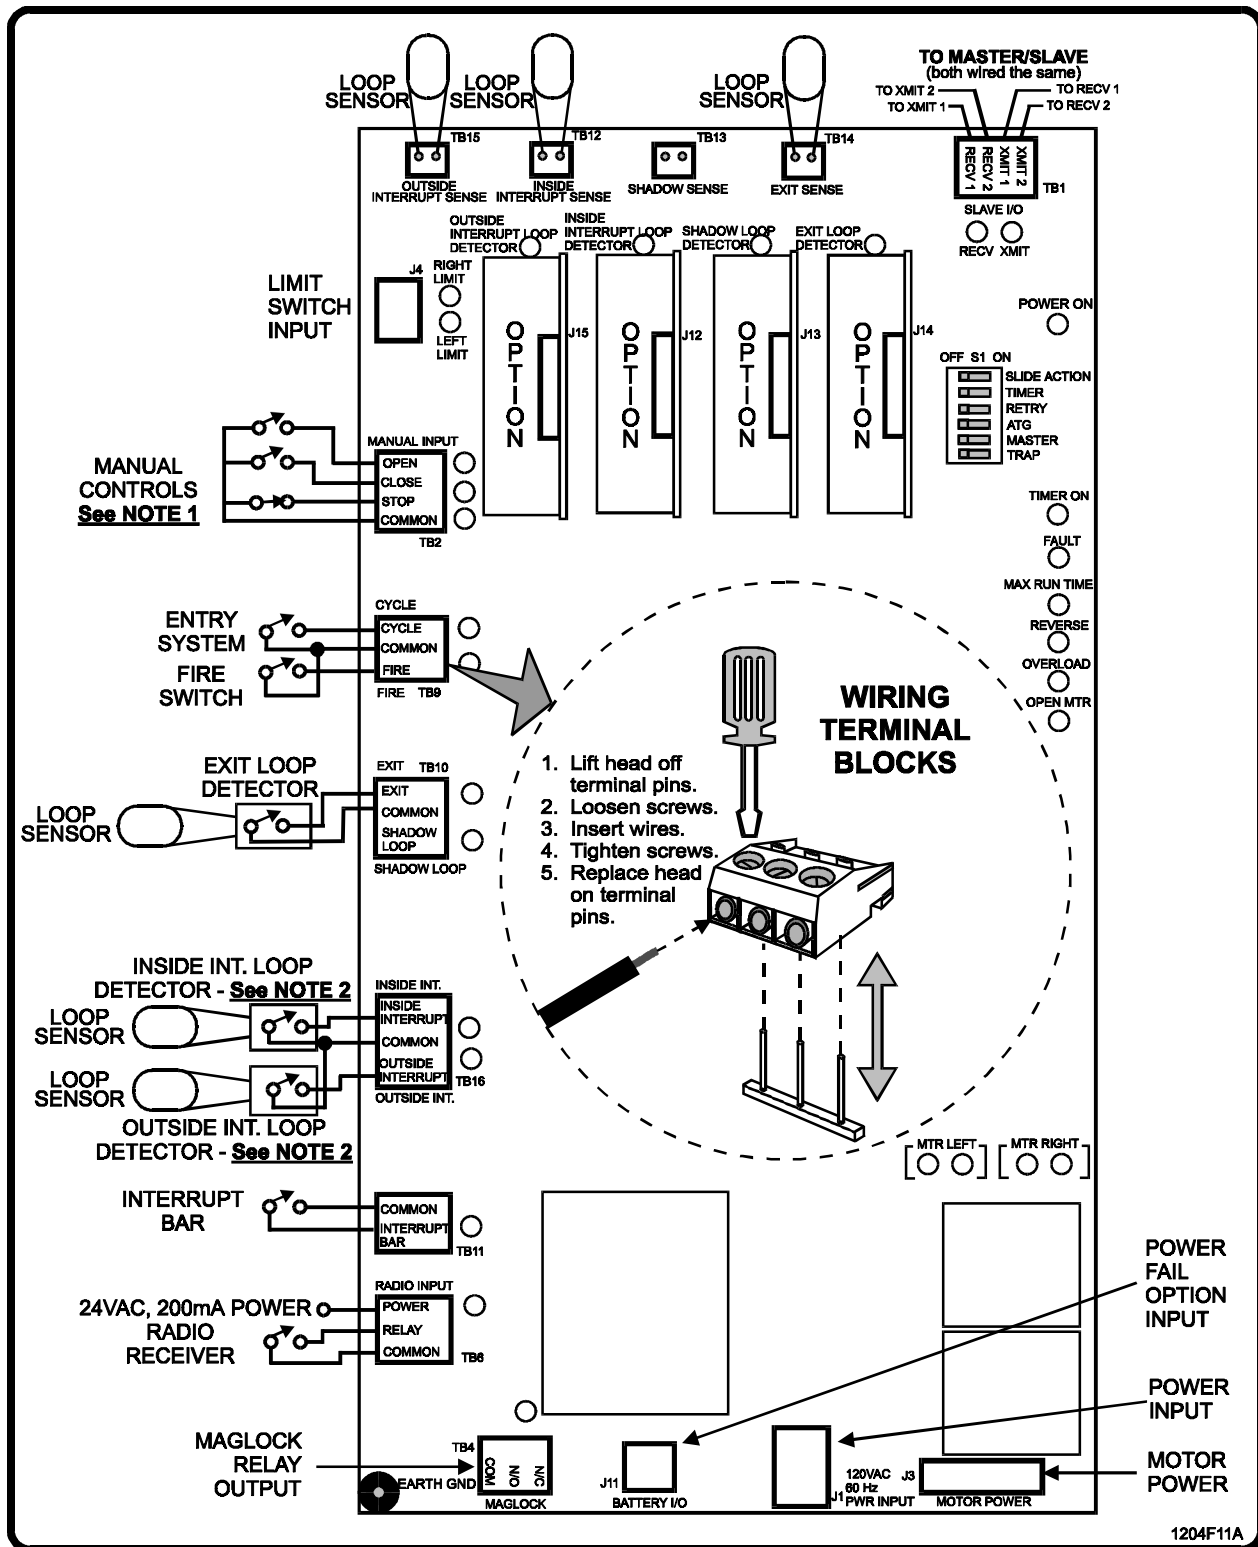 TO MASTER/SLAVE
(both wired the same)
TO XMIT 2
TO RECV 1
TO XMIT 1
TO RECV 2
LOOP
SENSOR
LOOP
SENSOR
LOOP
SENSOR
TB15
TB12
TB13
TB14
RECV 1
RECV 2
XMIT 1
XMIT 2
TB1
OUTSIDE
INTERRUPT SENSE
INSIDE
INTERRUPT SENSE
SHADOW SENSE
EXIT SENSE
SLAVE I/O
RECV XMIT
OUTSIDE
INTERRUPT LOOP
DETECTOR
INSIDE
INTERRUPT LOOP
DETECTOR
SHADOW LOOP
DETECTOR
EXIT LOOP
DETECTOR
LIMIT
SWITCH
INPUT
J4
RIGHT
LIMIT
LEFT
LIMIT
OPTION
J15
OPTION
J12
OPTION
J13
OPTION
J14
POWER ON
OFF S1 ON
SLIDE ACTION
TIMER
RETRY
ATG
MASTER
TRAP
MANUAL
CONTROLS
See NOTE 1
MANUAL INPUT
OPEN
CLOSE
STOP
COMMON
TB2
TIMER ON
FAULT
MAX RUN TIME
REVERSE
OVERLOAD
OPEN MTR
ENTRY
SYSTEM
FIRE
SWITCH
CYCLE
CYCLE
COMMON
FIRE
FIRE TB9
WIRING
TERMINAL
BLOCKS
1. Lift head off
terminal pins.
2. Loosen screws.
3. Insert wires.
4. Tighten screws.
5. Replace head
on terminal
pins.
EXIT LOOP
DETECTOR
LOOP
SENSOR
EXIT TB10
EXIT
COMMON
SHADOW
LOOP
SHADOW LOOP
INSIDE INT. LOOP
DETECTOR - See NOTE 2
LOOP
SENSOR
LOOP
SENSOR
OUTSIDE INT. LOOP
DETECTOR - See NOTE 2
INSIDE INT.
INSIDE
INTERRUPT
COMMON
OUTSIDE
INTERRUPT
TB16
OUTSIDE INT.
MTR LEFT
MTR RIGHT
INTERRUPT
BAR
COMMON
INTERRUPT
BAR
TB11
24VAC, 200mA POWER
RADIO
RECEIVER
RADIO INPUT
POWER
RELAY
COMMON
TB6
POWER
FAIL
OPTION
INPUT
POWER
INPUT
MOTOR
POWER
MAGLOCK
RELAY
OUTPUT
TB4
COM
N/O
N/C
EARTH GND
MAGLOCK
J11
BATTERY I/O
J1
120VAC
60 Hz
PWR INPUT
J3
MOTOR POWER
1204F11A